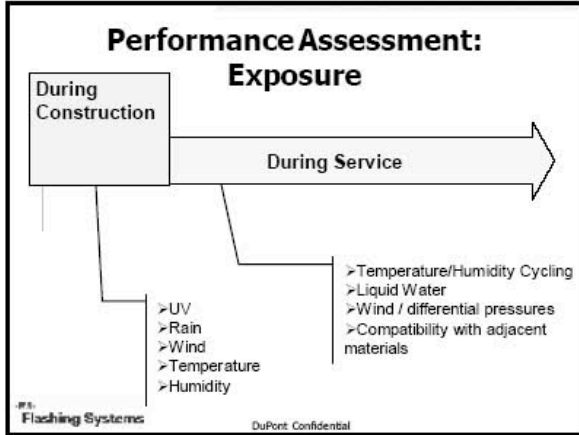 Performance Assessment:
Exposure
During
Construction
During Service
➢UV
➢Rain
➢Wind
➢Temperature
➢Humidity
➢Temperature/Humidity Cycling
➢Liquid Water
➢Wind / differential pressures
➢Compatibility with adjacent
materials
Flashing Systems
DuPont Confidential